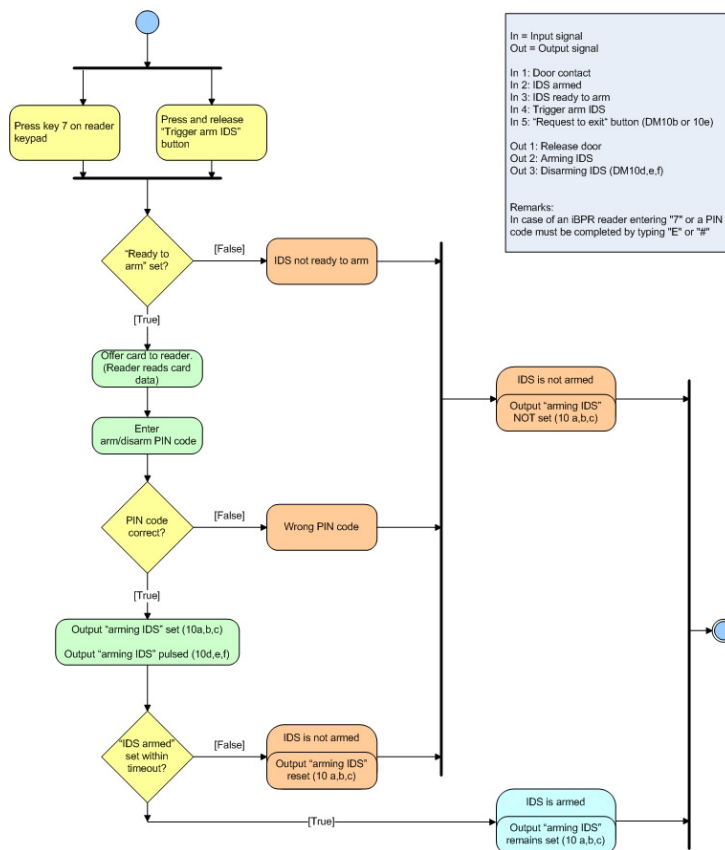 In = Input signal
Out = Output signal
In 1: Door contact
In 2: IDS armed
In 3: IDS ready to arm
In 4: Trigger arm IDS
In 5: “Request to exit“ button (DM10b or 10e)
Out 1: Release door
Out 2: Arming IDS
Out 3: Disarming IDS (DM10d,e,f)
Remarks:
In case of an iBPR reader entering "7" or a PIN
code must be completed by typing "E" or "#"
Press key 7 on reader
keypad
Press and release
“Trigger arm IDS”
button
“Ready to
arm” set?
[False]
IDS not ready to arm
[True]
Offer card to reader.
(Reader reads card
data)
IDS is not armed
Output “arming IDS”
NOT set (10 a,b,c)
Enter
arm/disarm PIN code
PIN code
correct?
[False]
Wrong PIN code
[True]
Output “arming IDS” set (10a,b,c)
Output “arming IDS” pulsed (10d,e,f)
“IDS armed”
set within
timeout?
[False]
IDS is not armed
Output “arming IDS”
reset (10 a,b,c)
[True]
IDS is armed
Output “arming IDS”
remains set (10 a,b,c)